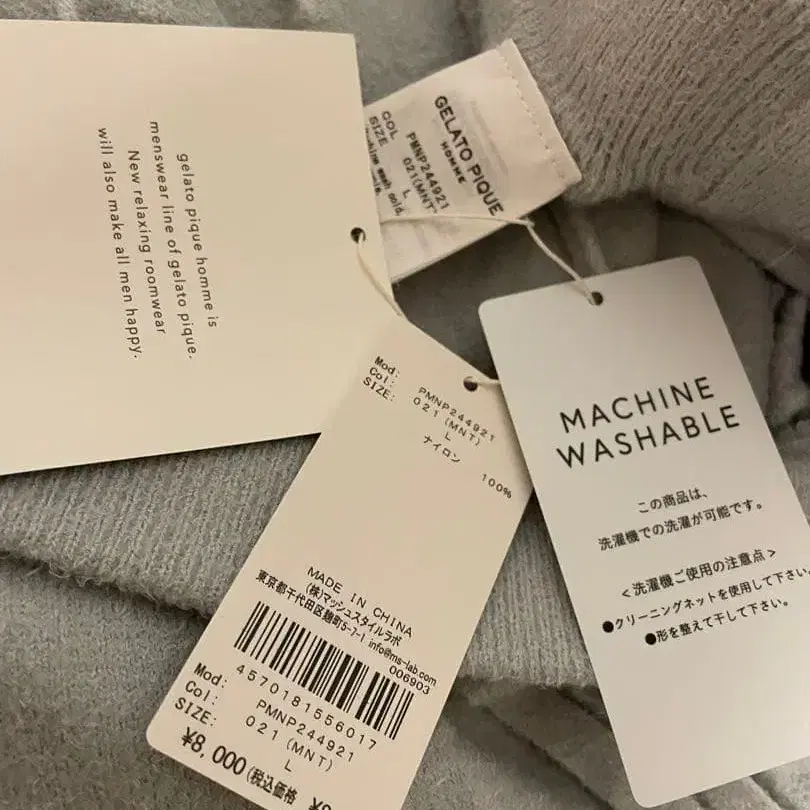 gelato pique homme is
menswear line of gelato pique.
New relaxing roomwear
will also make all men happy.
GELATO PIQUE
HOMME
PMNP244921
COL 021(MNT)
SIZE L
Mod: PMNP244921
Col: 021 (MNT)
SIZE: L
ナイロン 100%
MADE IN CHINA
(株)マッシュスタイルラボ
東京都千代田区麹町5-7-1 info@ms-lab.com
006903
4570181556017
Mod: PMNP244921
Col: 021 (MNT)
SIZE: L
¥8,000(税込価格
MACHINE
WASHABLE
この商品は、
洗濯機での洗濯が可能です。
<洗濯機ご使用の注意点>
●クリーニングネットを使用して下さい。
●形を整えて干して下さい。